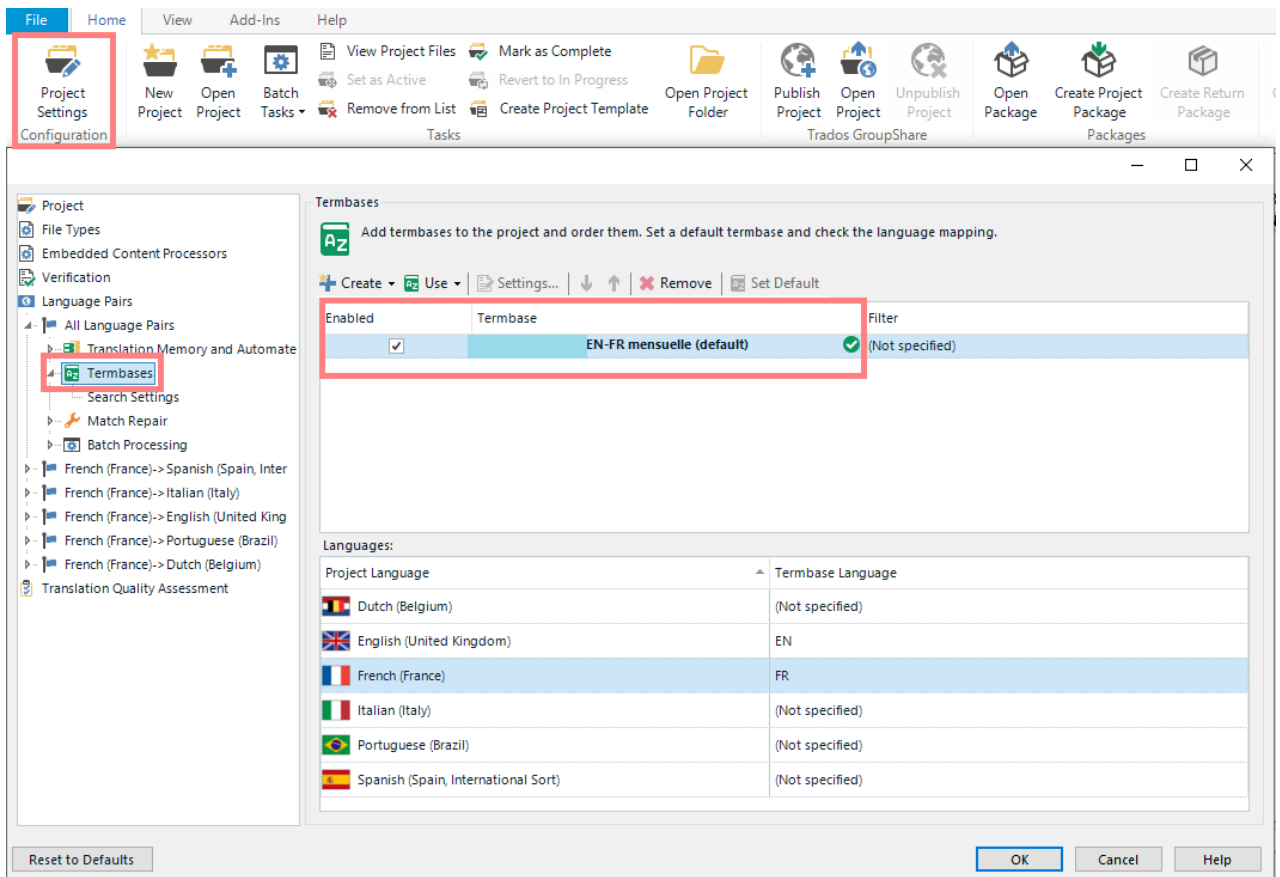 File Home View Add-Ins Help
Project Settings
New Project
Open Project
Batch Tasks
View Project Files
Set as Active
Remove from List
Mark as Complete
Revert to In Progress
Create Project Template
Open Project Folder
Publish Project
Open Project
Unpublish Project
Open Package
Create Project Package
Create Return Package
Configuration
Tasks
Trados GroupShare
Packages
Project
File Types
Embedded Content Processors
Verification
Language Pairs
All Language Pairs
Translation Memory and Automate
Termbases
Search Settings
Match Repair
Batch Processing
French (France)->Spanish (Spain, Inter
French (France)->Italian (Italy)
French (France)->English (United King
French (France)->Portuguese (Brazil)
French (France)->Dutch (Belgium)
Translation Quality Assessment
Termbases
AZ
Add termbases to the project and order them. Set a default termbase and check the language mapping.
Create Use Settings... Remove Set Default
Enabled Termbase Filter
EN-FR mensuelle (default) (Not specified)
Languages:
Project Language Termbase Language
Dutch (Belgium) (Not specified)
English (United Kingdom) EN
French (France) FR
Italian (Italy) (Not specified)
Portuguese (Brazil) (Not specified)
Spanish (Spain, International Sort) (Not specified)
Reset to Defaults OK Cancel Help